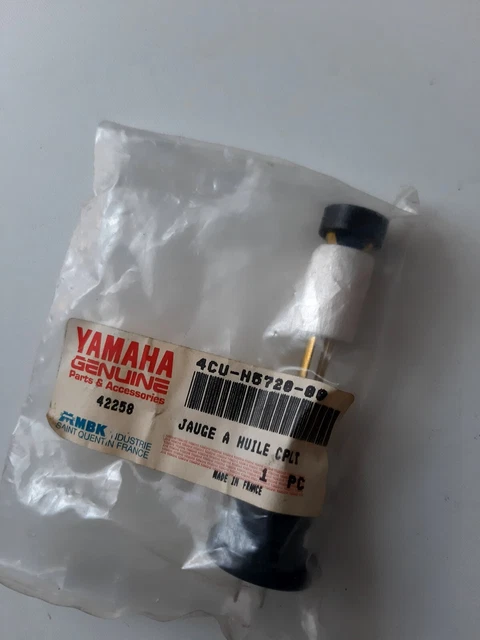 YAMAHA
GENUINE
Parts & Accessories
42258
MBK INDUSTRIE
SAINT QUENTIN FRANCE
4CU-H5720-00
JAUGE A HUILE CPLT
1 PC
MADE IN FRANCE